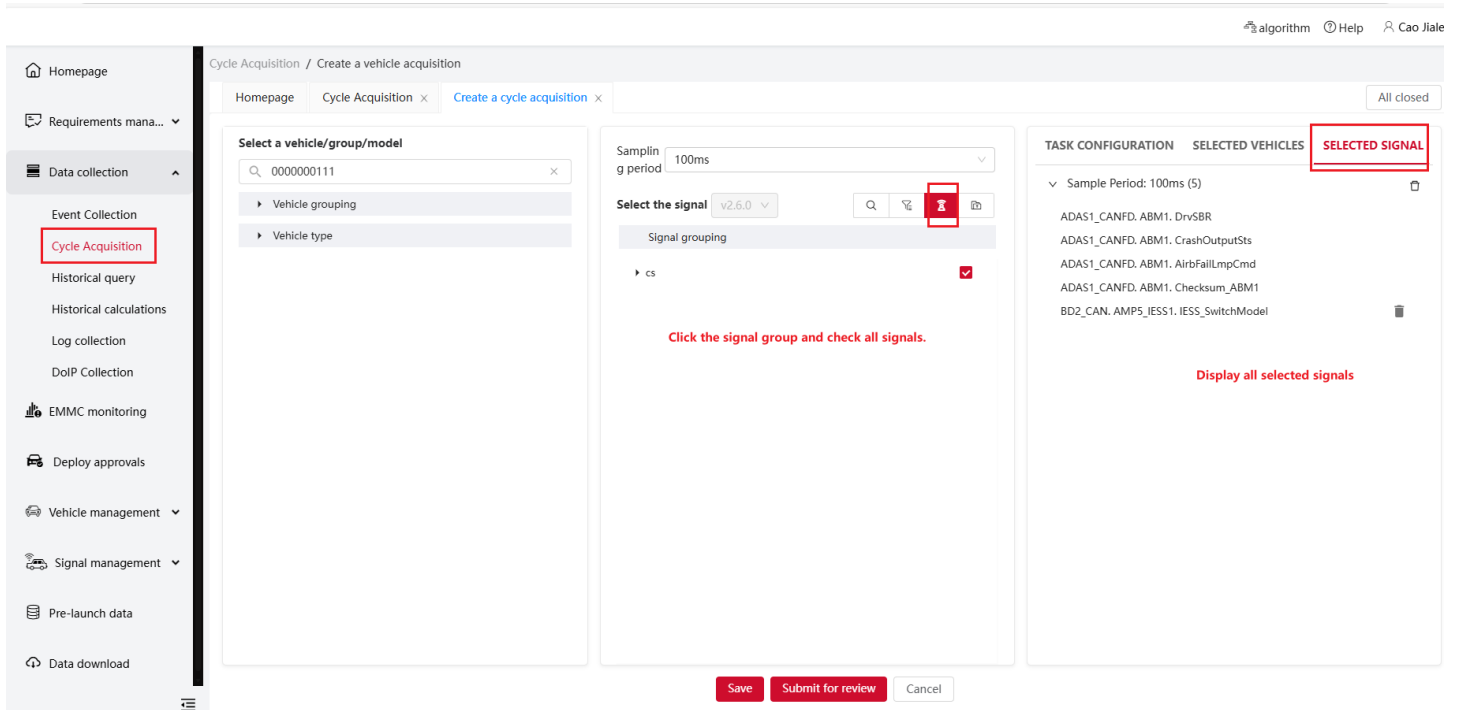 algorithm Help Cao Jiale
Homepage
Requirements mana...
Data collection
Event Collection
Cycle Acquisition
Historical query
Historical calculations
Log collection
DoIP Collection
EMMC monitoring
Deploy approvals
Vehicle management
Signal management
Pre-launch data
Data download
Cycle Acquisition / Create a vehicle acquisition
Homepage Cycle Acquisition × Create a cycle acquisition × All closed
Select a vehicle/group/model
0000000111 ×
Vehicle grouping
Vehicle type
Samplin
g period
100ms
Select the signal v2.6.0
Signal grouping
cs
Click the signal group and check all signals.
TASK CONFIGURATION SELECTED VEHICLES SELECTED SIGNAL
Sample Period: 100ms (5)
ADAS1_CANFD. ABM1. DrvSBR
ADAS1_CANFD. ABM1. CrashOutputSts
ADAS1_CANFD. ABM1. AirbFailLmpCmd
ADAS1_CANFD. ABM1. Checksum_ABM1
BD2_CAN. AMP5_IESS1. IESS_SwitchModel
Display all selected signals
Save Submit for review Cancel